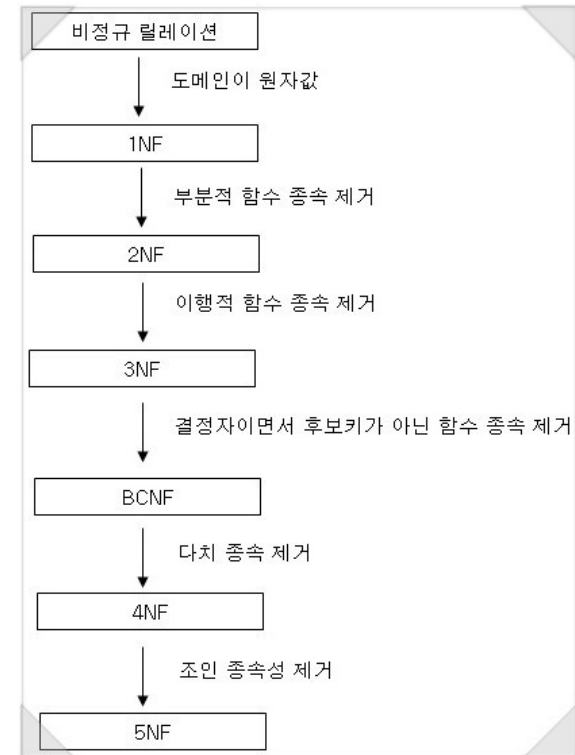 비정규 릴레이션
도메인이 원자값
1NF
부분적 함수 종속 제거
2NF
이행적 함수 종속 제거
3NF
결정자이면서 후보키가 아닌 함수 종속 제거
BCNF
다치 종속 제거
4NF
조인 종속성 제거
5NF